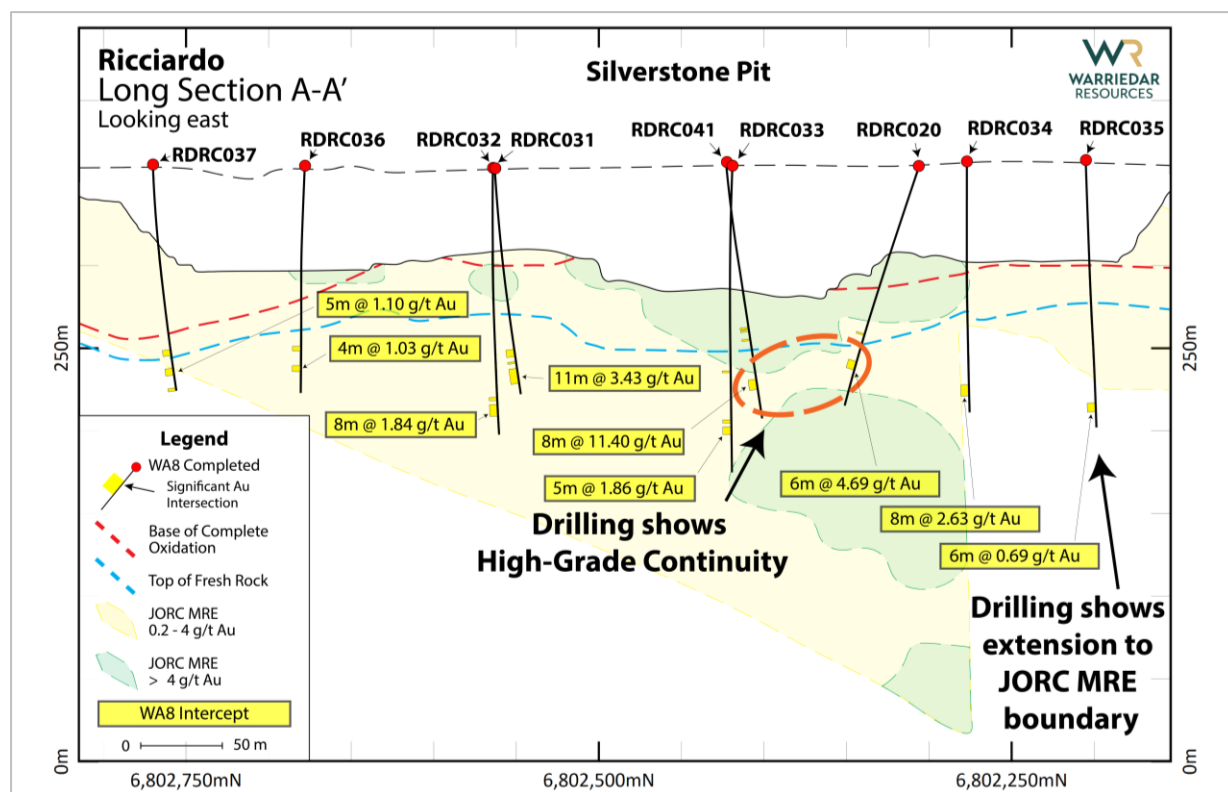 Ricciardo
Long Section A-A’
Looking east
Silverstone Pit
WARRIEDAR
RESOURCES
RDRC037
RDRC036
RDRC032
RDRC031
RDRC041
RDRC033
RDRC020
RDRC034
RDRC035
250m
250m
5m @ 1.10 g/t Au
4m @ 1.03 g/t Au
11m @ 3.43 g/t Au
8m @ 1.84 g/t Au
8m @ 11.40 g/t Au
5m @ 1.86 g/t Au
6m @ 4.69 g/t Au
8m @ 2.63 g/t Au
6m @ 0.69 g/t Au
Drilling shows
High-Grade Continuity
Drilling shows
extension to
JORC MRE
boundary
Legend
WA8 Completed
Significant Au
Intersection
Base of Complete
Oxidation
Top of Fresh Rock
JORC MRE
0.2 - 4 g/t Au
JORC MRE
> 4 g/t Au
WA8 Intercept
0 50 m
0m
0m
6,802,750mN
6,802,500mN
6,802,250mN